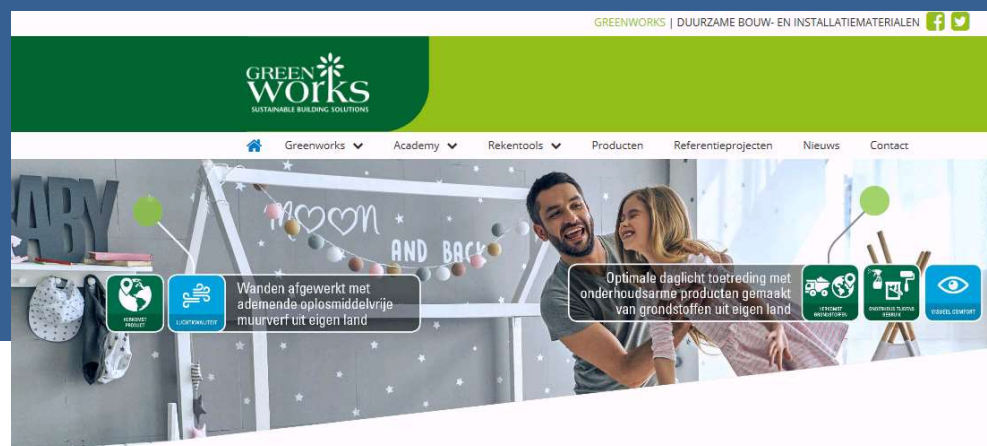 GREENWORKS | DUURZAME BOUW- EN INSTALLATIEMATERIALEN
GREEN
WORKS
SUSTAINABLE BUILDING SOLUTIONS
Greenworks
Academy
Rekentools
Producten
Referentieprojecten
Nieuws
Contact
BABY
MOON
AND BACK
Wanden afgewerkt met
ademende oplosmiddelvrije
muurverf uit eigen land
HERKOMST
PRODUCT
LUCHTKWALITEIT
Optimale daglicht toetreding met
onderhoudsarme producten gemaakt
van grondstoffen uit eigen land
HERKOMST
GRONDSTOFFEN
ONDERHOUD TIJDENS
GEBRUIK
VISUEEL COMFORT